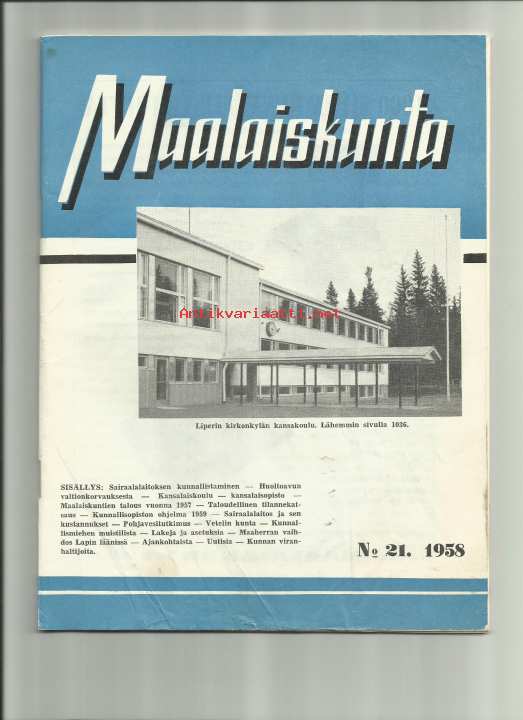 Maalaiskunta
Antikvariaatti.net
Liperin kirkonkylän kansakoulu. Lähemmin sivulla 1036.
SISÄLLYS: Sairaalalaitoksen kunnallistaminen — Huoltoavun
valtionkorvauksesta — Kansalaiskoulu — kansalaisopisto —
Maalaiskuntien talous vuonna 1957 — Taloudellinen tilannekat-
saus — Kunnallisopiston ohjelma 1959 — Sairaalalaitos ja sen
kustannukset — Pohjavesitutkimus — Vetelin kunta — Kunnal-
lismiehen muistilista — Lakeja ja asetuksia — Maaherran vaih-
dos Lapin läänissä — Ajankohtaista — Uutisia — Kunnan viran-
haltijoita.
No 21. 1958